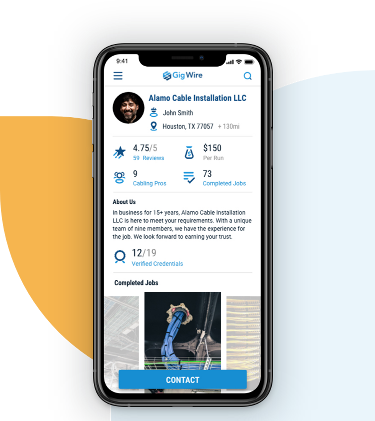 9:41
GigWire
Alamo Cable Installation LLC
John Smith
Houston, TX 77057 + 130mi
4.75/5
59 Reviews
$150
Per Run
9
Cabling Pros
73
Completed Jobs
About Us
In business for 15+ years, Alamo Cable Installation
LLC is here to meet your requirements. With a unique
team of nine members, we have the experience for
the job. We look forward to earning your trust.
12/19
Verified Credentials
Completed Jobs
CONTACT